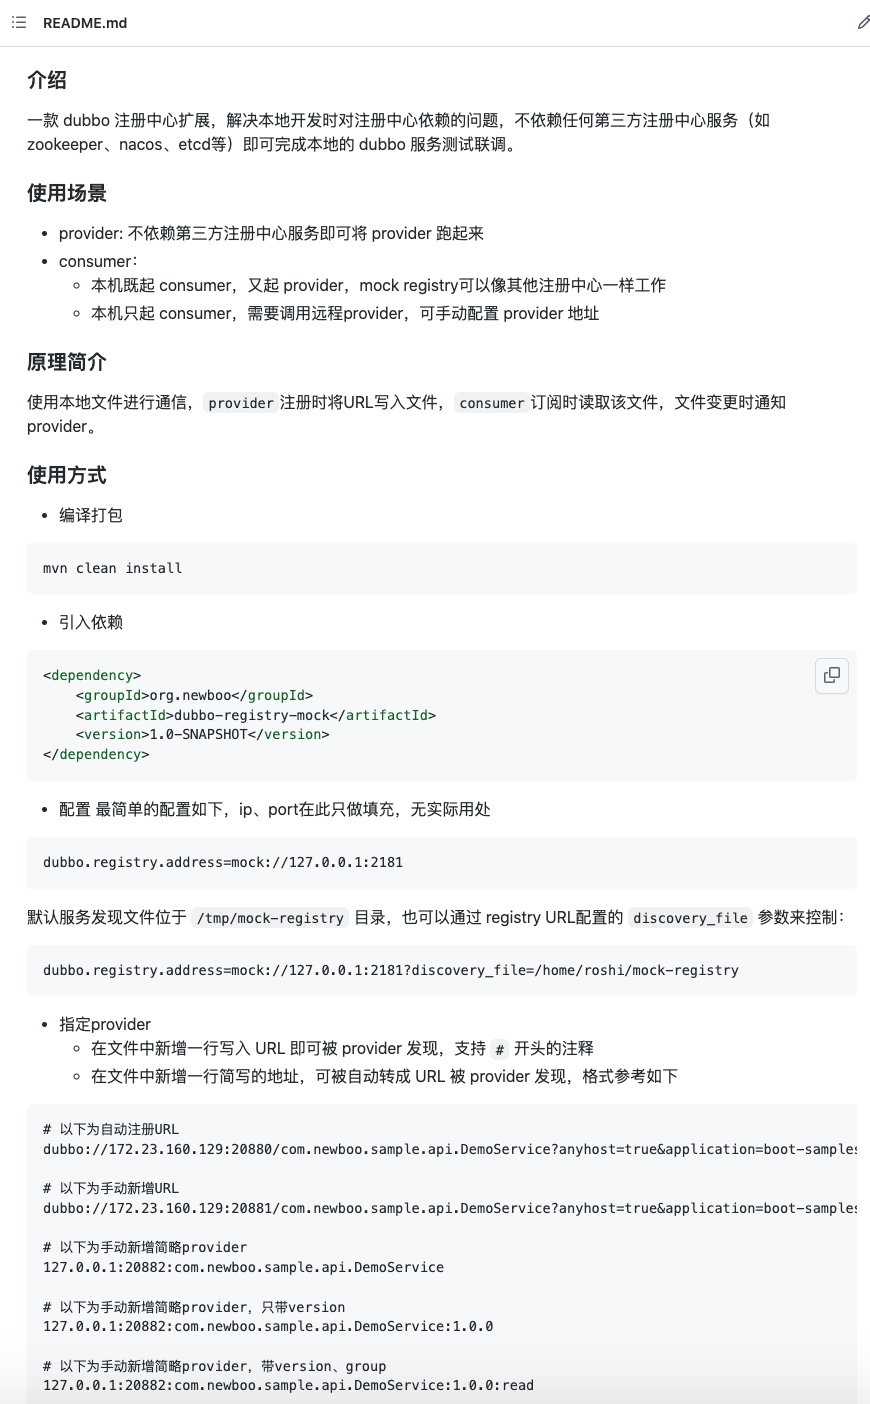 README.md
介绍
一款 dubbo 注册中心扩展，解决本地开发时对注册中心依赖的问题，不依赖任何第三方注册中心服务（如
zookeeper、nacos、etcd等）即可完成本地的 dubbo 服务测试联调。
使用场景
• provider: 不依赖第三方注册中心服务即可将 provider 跑起来
• consumer：
◦ 本机既起 consumer，又起 provider，mock registry可以像其他注册中心一样工作
◦ 本机只起 consumer，需要调用远程provider，可手动配置 provider 地址
原理简介
使用本地文件进行通信， provider 注册时将URL写入文件， consumer 订阅时读取该文件，文件变更时通知
provider。
使用方式
• 编译打包
mvn clean install
• 引入依赖
<dependency>
    <groupId>org.newboo</groupId>
    <artifactId>dubbo-registry-mock</artifactId>
    <version>1.0-SNAPSHOT</version>
</dependency>
• 配置 最简单的配置如下，ip、port在此只做填充，无实际用处
dubbo.registry.address=mock://127.0.0.1:2181
默认服务发现文件位于 /tmp/mock-registry 目录，也可以通过 registry URL配置的 discovery_file 参数来控制：
dubbo.registry.address=mock://127.0.0.1:2181?discovery_file=/home/roshi/mock-registry
• 指定provider
◦ 在文件中新增一行写入 URL 即可被 provider 发现，支持 # 开头的注释
◦ 在文件中新增一行简写的地址，可被自动转成 URL 被 provider 发现，格式参考如下
# 以下为自动注册URL
dubbo://172.23.160.129:20880/com.newboo.sample.api.DemoService?anyhost=true&application=boot-samples
# 以下为手动新增URL
dubbo://172.23.160.129:20881/com.newboo.sample.api.DemoService?anyhost=true&application=boot-samples
# 以下为手动新增简略provider
127.0.0.1:20882:com.newboo.sample.api.DemoService
# 以下为手动新增简略provider，只带version
127.0.0.1:20882:com.newboo.sample.api.DemoService:1.0.0
# 以下为手动新增简略provider，带version、group
127.0.0.1:20882:com.newboo.sample.api.DemoService:1.0.0:read